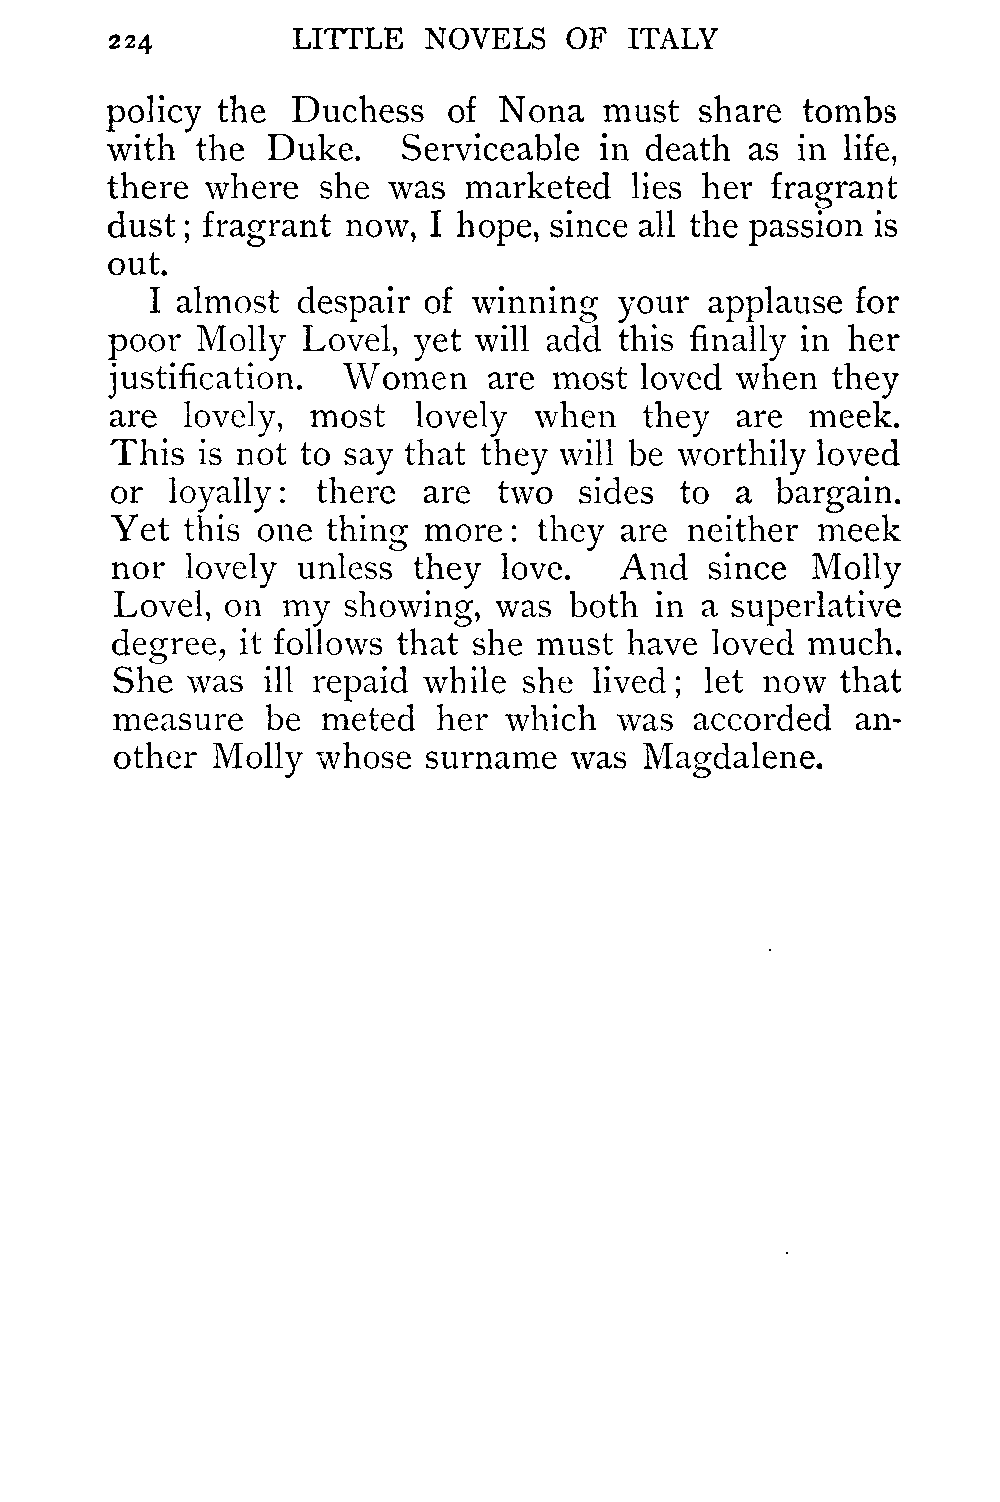 224 LITTLE NOVELS OF ITALY
policy the Duchess of Nona must share tombs
with the Duke. Serviceable in death as in life,
there where she was marketed lies her fragrant
dust; fragrant now, I hope, since all the passion is
out.
I almost despair of winning your applause for
poor Molly Lovel, yet will add this finally in her
justification. Women are most loved when they
are lovely, most lovely when they are meek.
This is not to say that they will be worthily loved
or loyally: there are two sides to a bargain.
Yet this one thing more: they are neither meek
nor lovely unless they love. And since Molly
Lovel, on my showing, was both in a superlative
degree, it follows that she must have loved much.
She was ill repaid while she lived; let now that
measure be meted her which was accorded an-
other Molly whose surname was Magdalene.